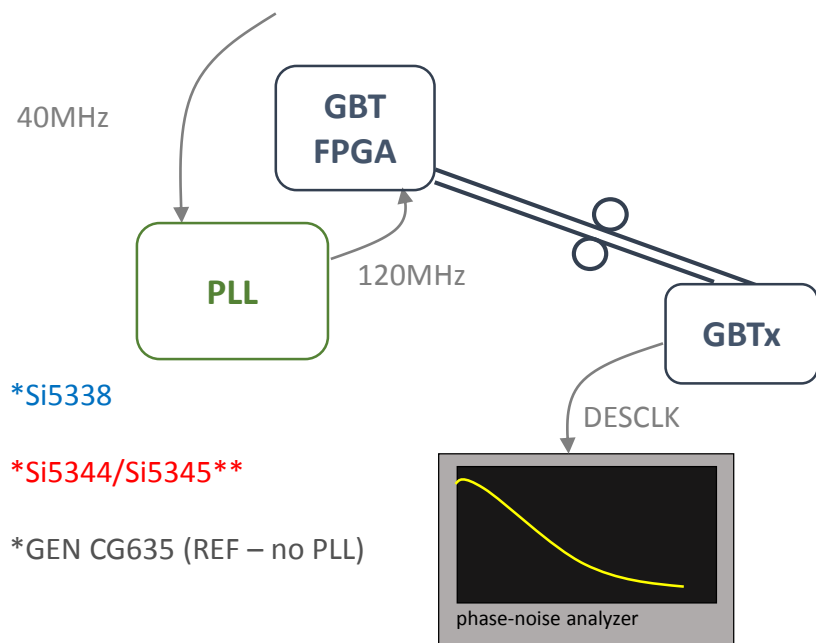 40MHz
GBT
FPGA
PLL
120MHz
GBTx
*Si5338
DESCLK
*Si5344/Si5345**
*GEN CG635 (REF – no PLL)
phase-noise analyzer